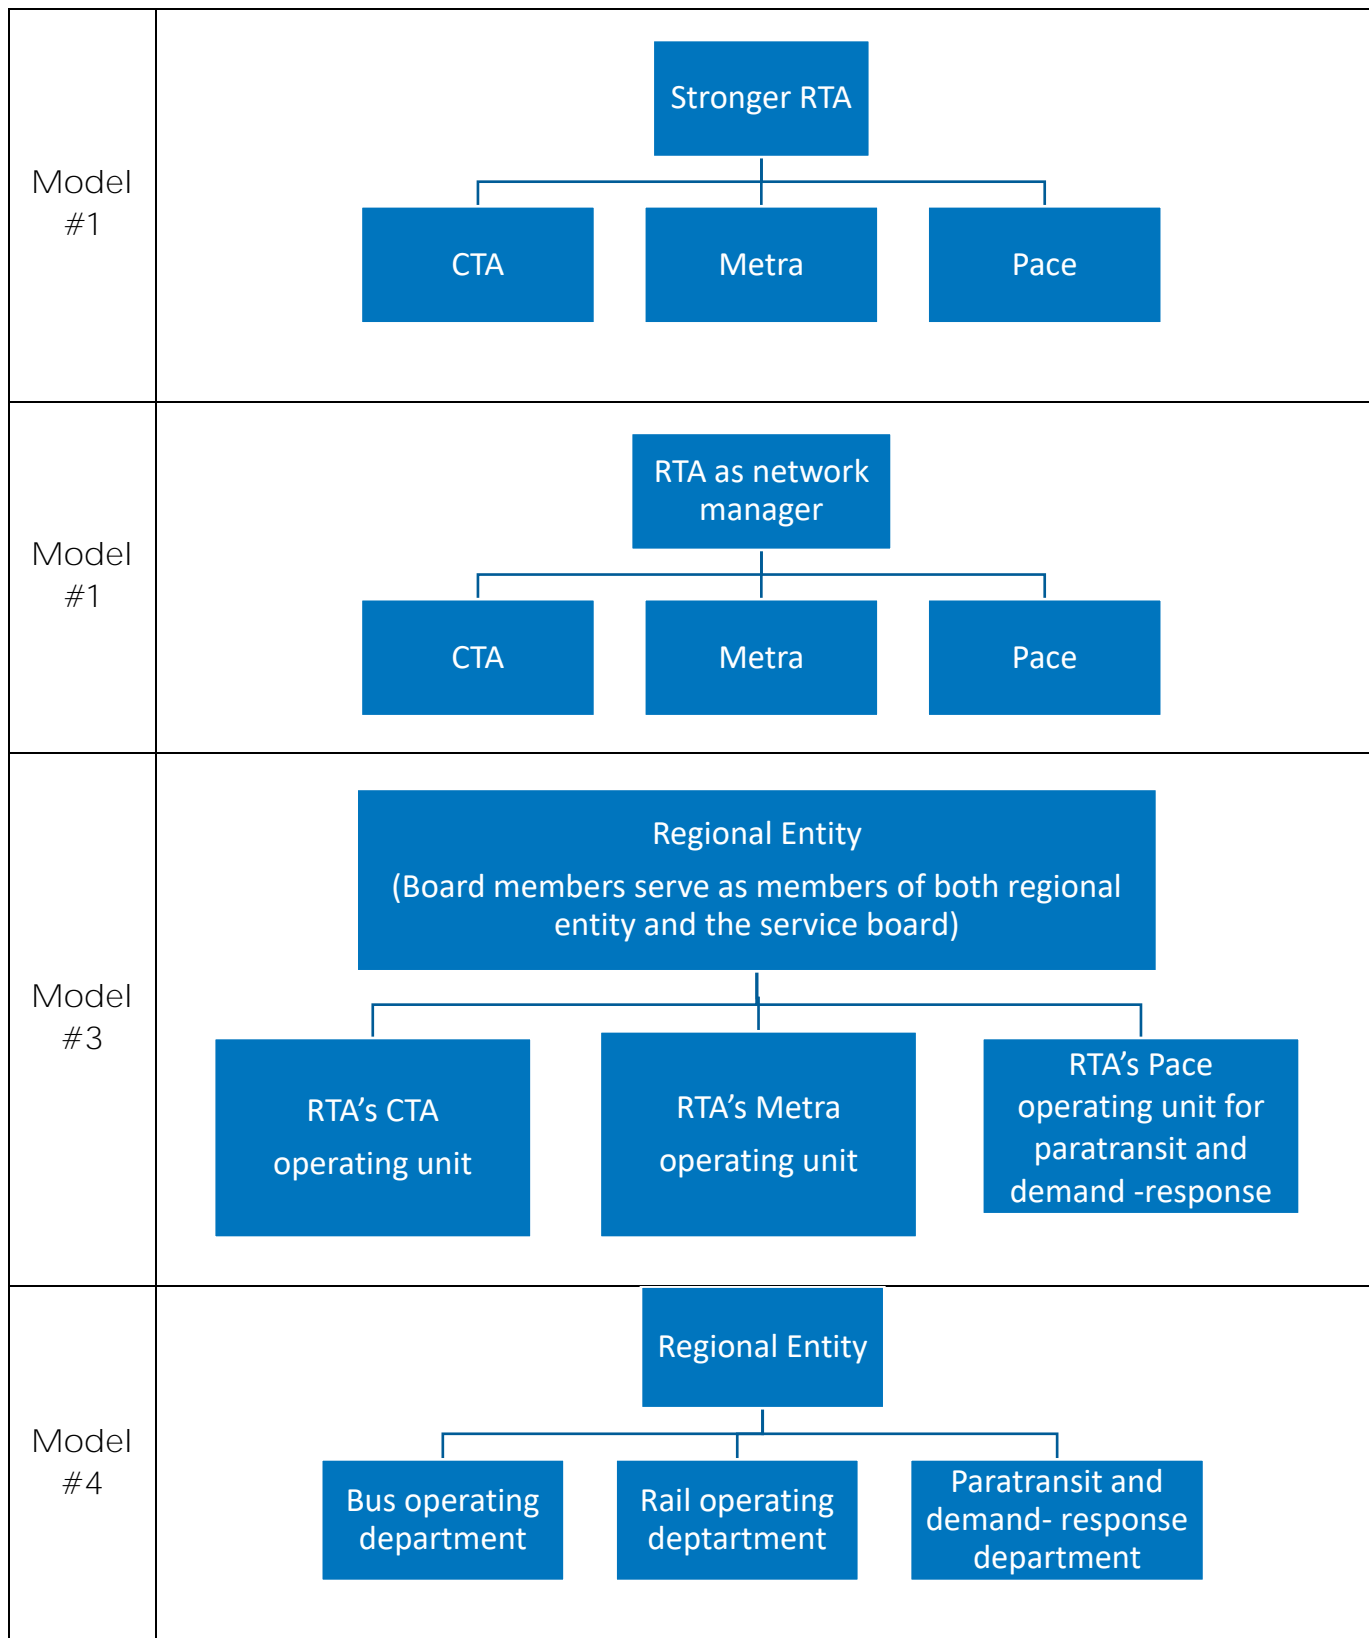 Model
#1
Stronger RTA
CTA
Metra
Pace
Model
#1
RTA as network
manager
CTA
Metra
Pace
Model
#3
Regional Entity
(Board members serve as members of both regional
entity and the service board)
RTA’s CTA
operating unit
RTA’s Metra
operating unit
RTA’s Pace
operating unit for
paratransit and
demand -response
Model
#4
Regional Entity
Bus operating
department
Rail operating
deptartment
Paratransit and
demand- response
department